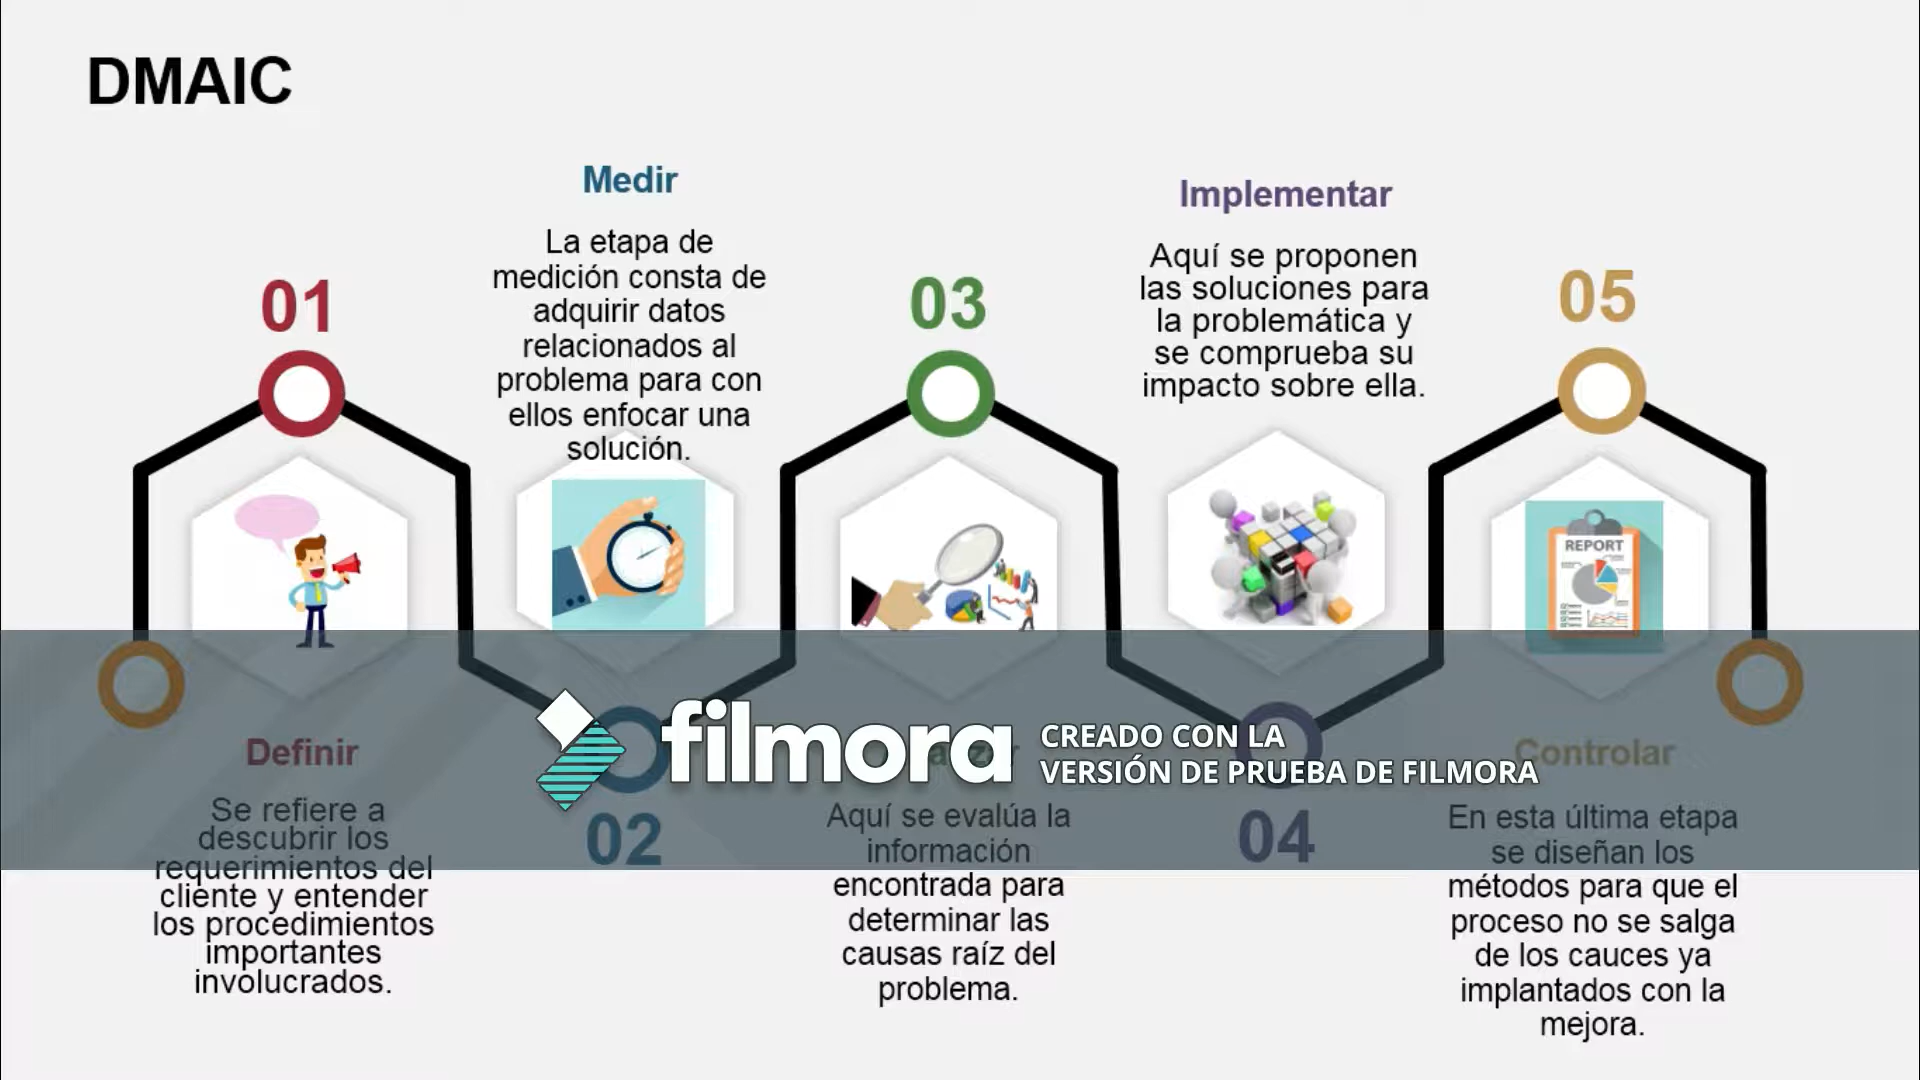 DMAIC
01
Definir
Se refiere a
descubrir los
requerimientos del
cliente y entender
los procedimientos
importantes
involucrados.
Medir
La etapa de
medición consta de
adquirir datos
relacionados al
problema para con
ellos enfocar una
solución.
02
03
Aquí se evalúa la
información
encontrada para
determinar las
causas raíz del
problema.
Implementar
Aquí se proponen
las soluciones para
la problemática y
se comprueba su
impacto sobre ella.
04
05
REPORT
Controlar
En esta última etapa
se diseñan los
métodos para que el
proceso no se salga
de los cauces ya
implantados con la
mejora.
filmora
CREADO CON LA
VERSIÓN DE PRUEBA DE FILMORA